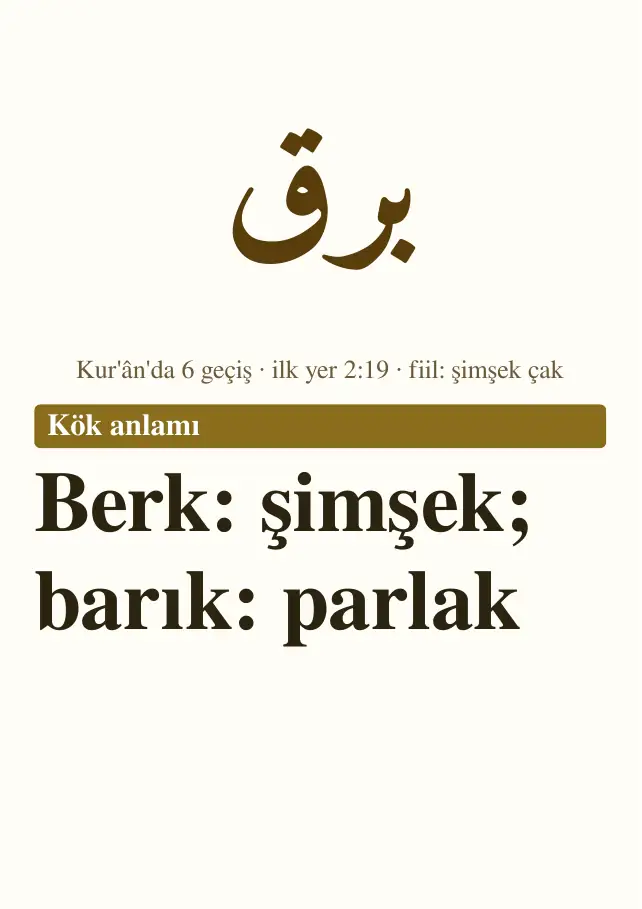 برق
Kur'ân'da 6 geçiş · ilk yer 2:19 · fiil: şimşek çak
Kök anlamı
Berk: şimşek;
barık: parlak